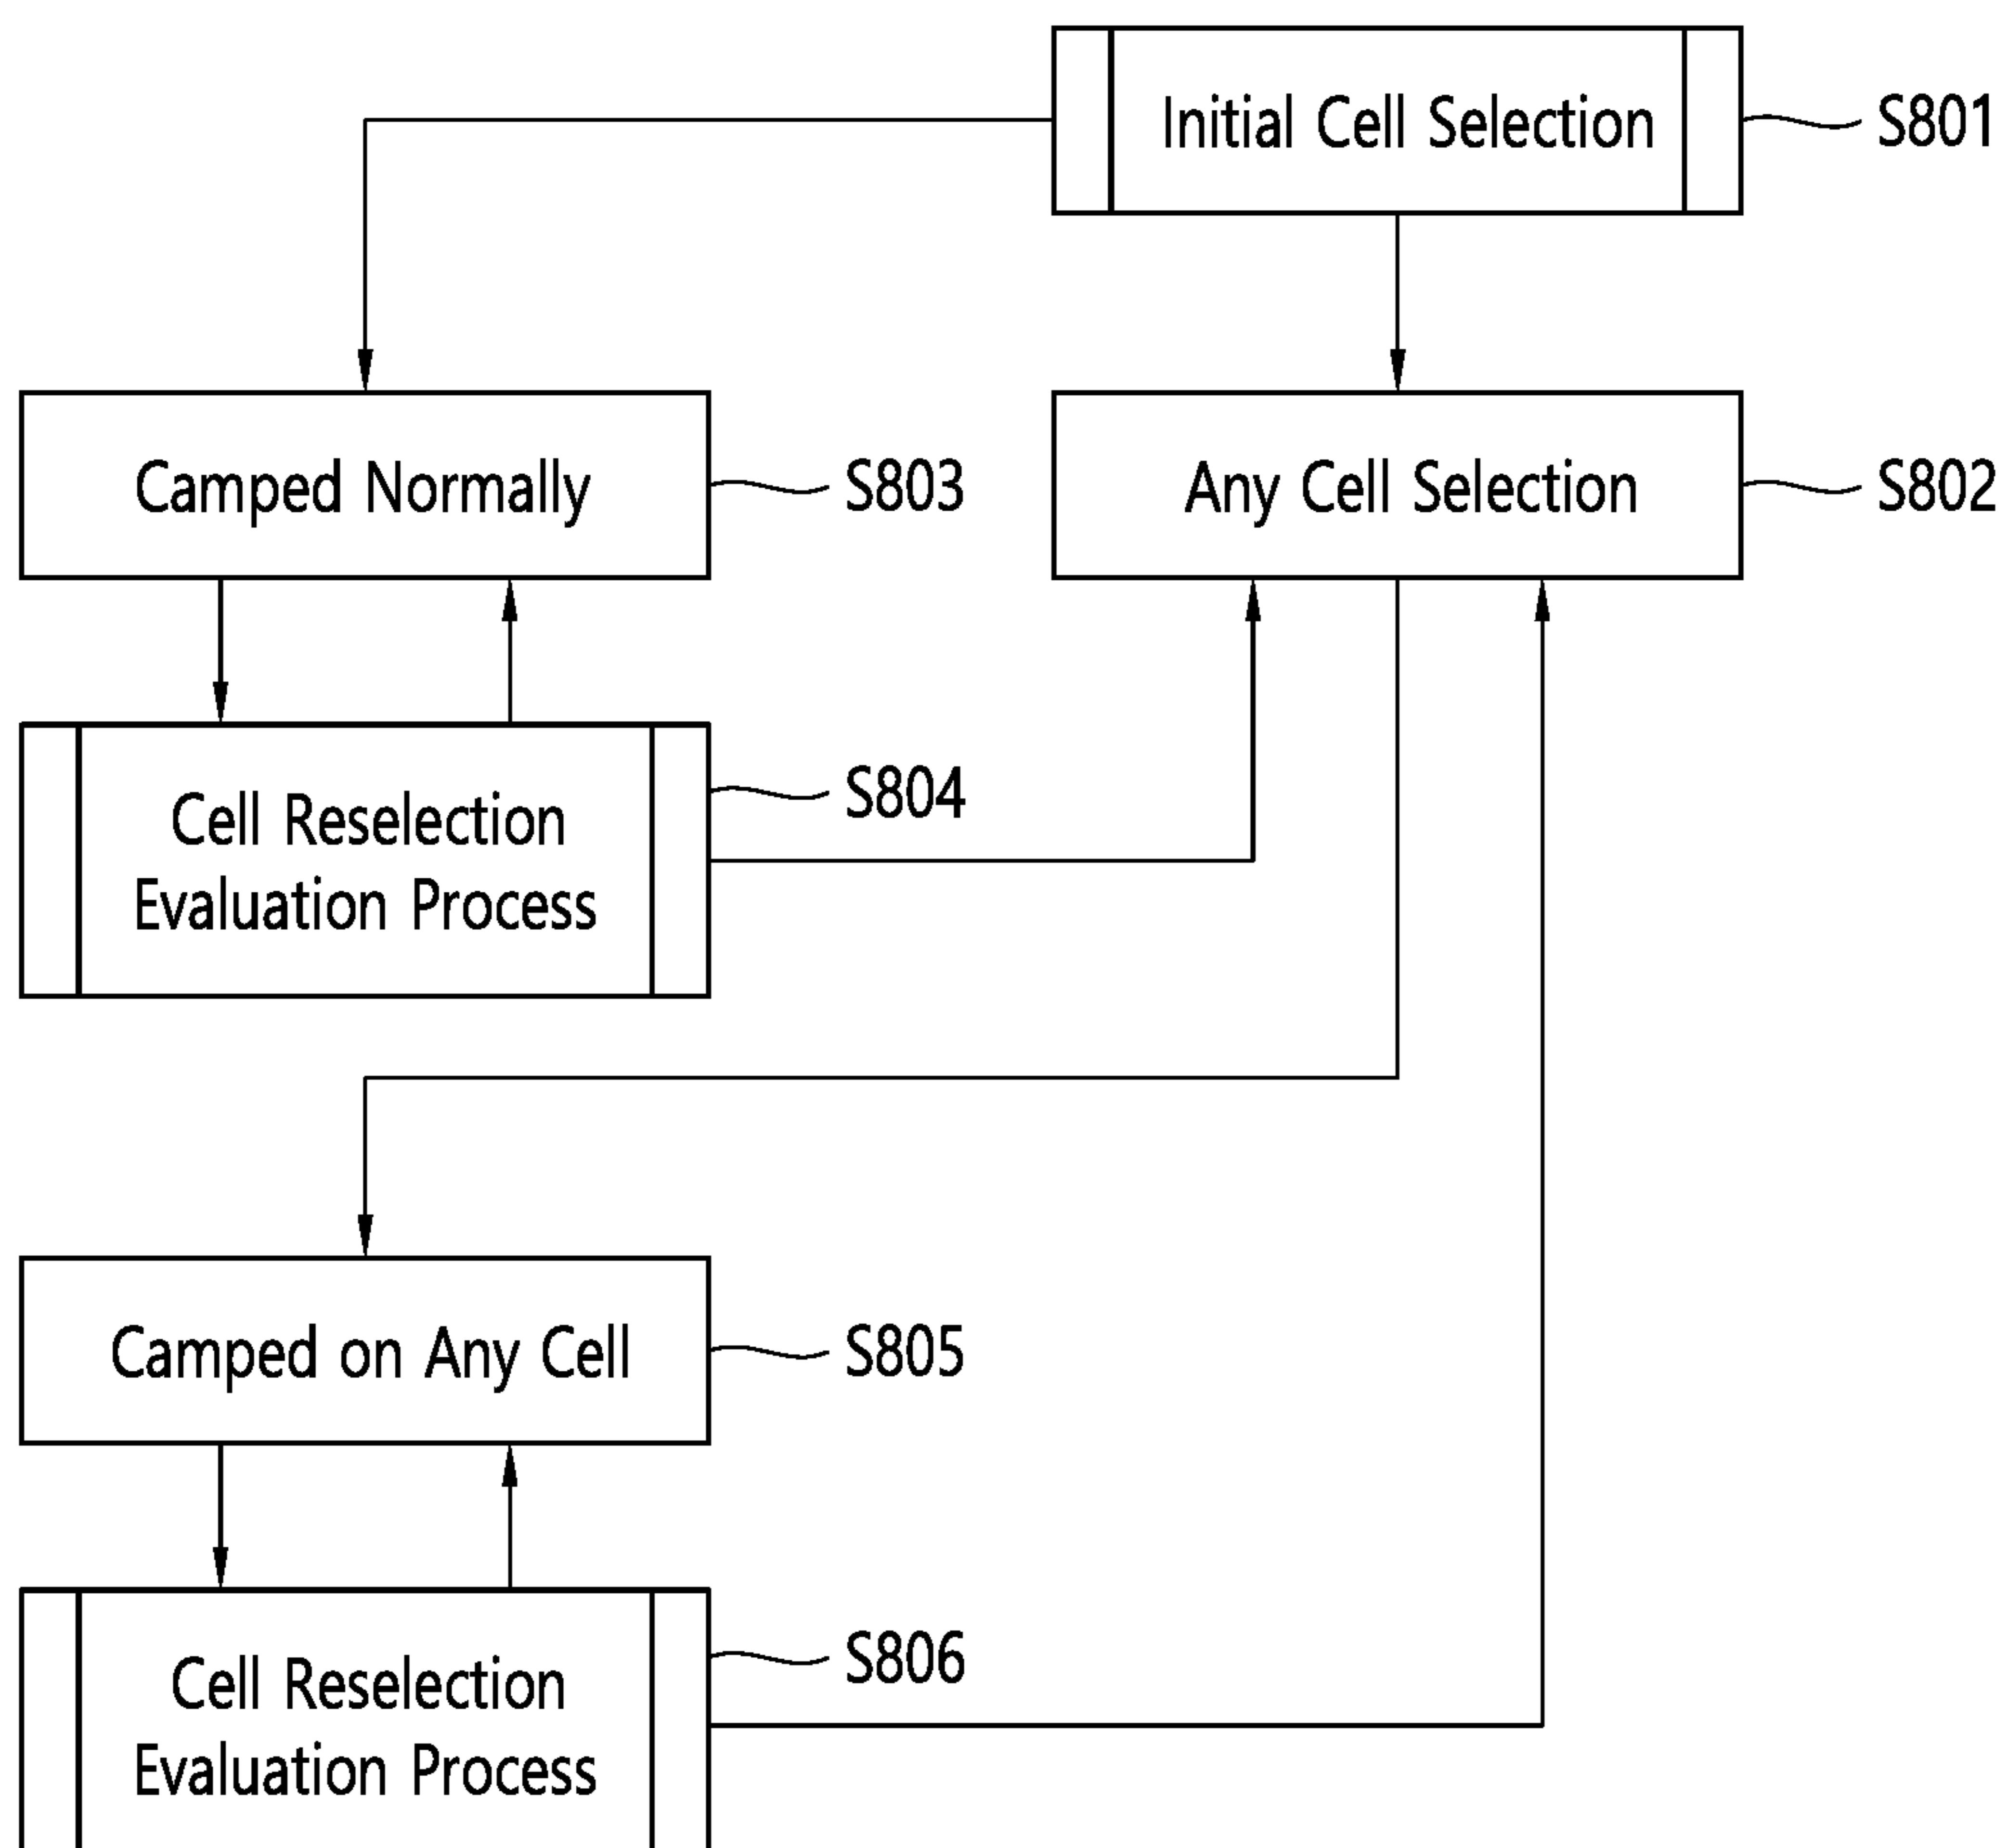 Initial Cell Selection
S801
Camped Normally
S803
Any Cell Selection
S802
Cell Reselection
Evaluation Process
S804
Camped on Any Cell
S805
Cell Reselection
Evaluation Process
S806